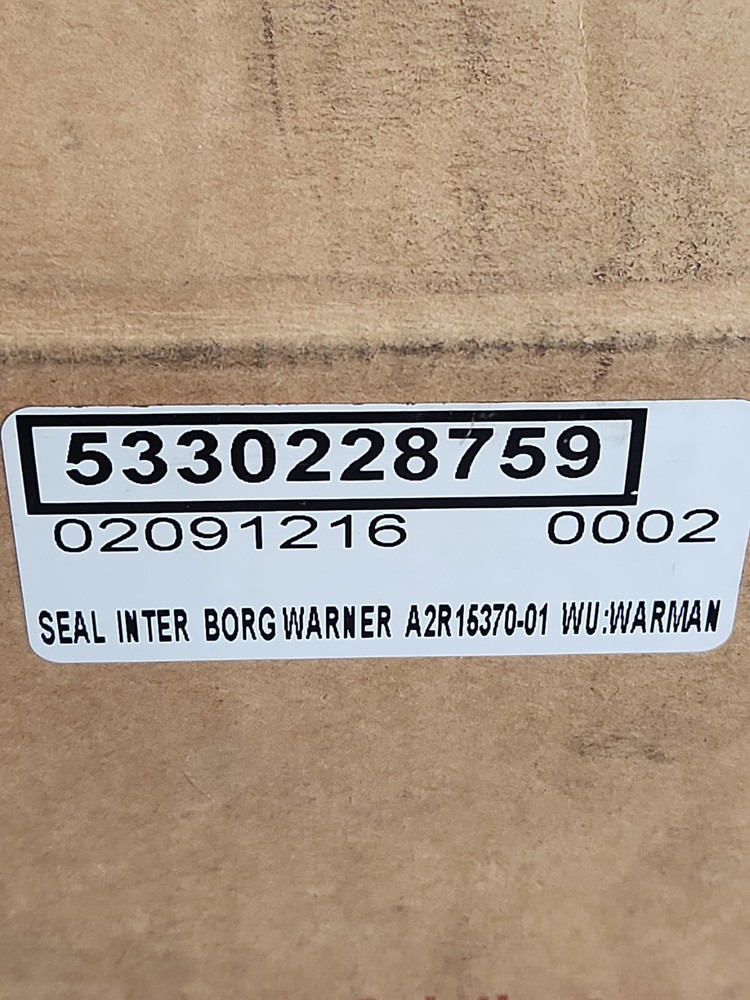 5330228759
02091216 0002
SEAL INTER BORG WARNER A2R15370-01 WU:WARMAN